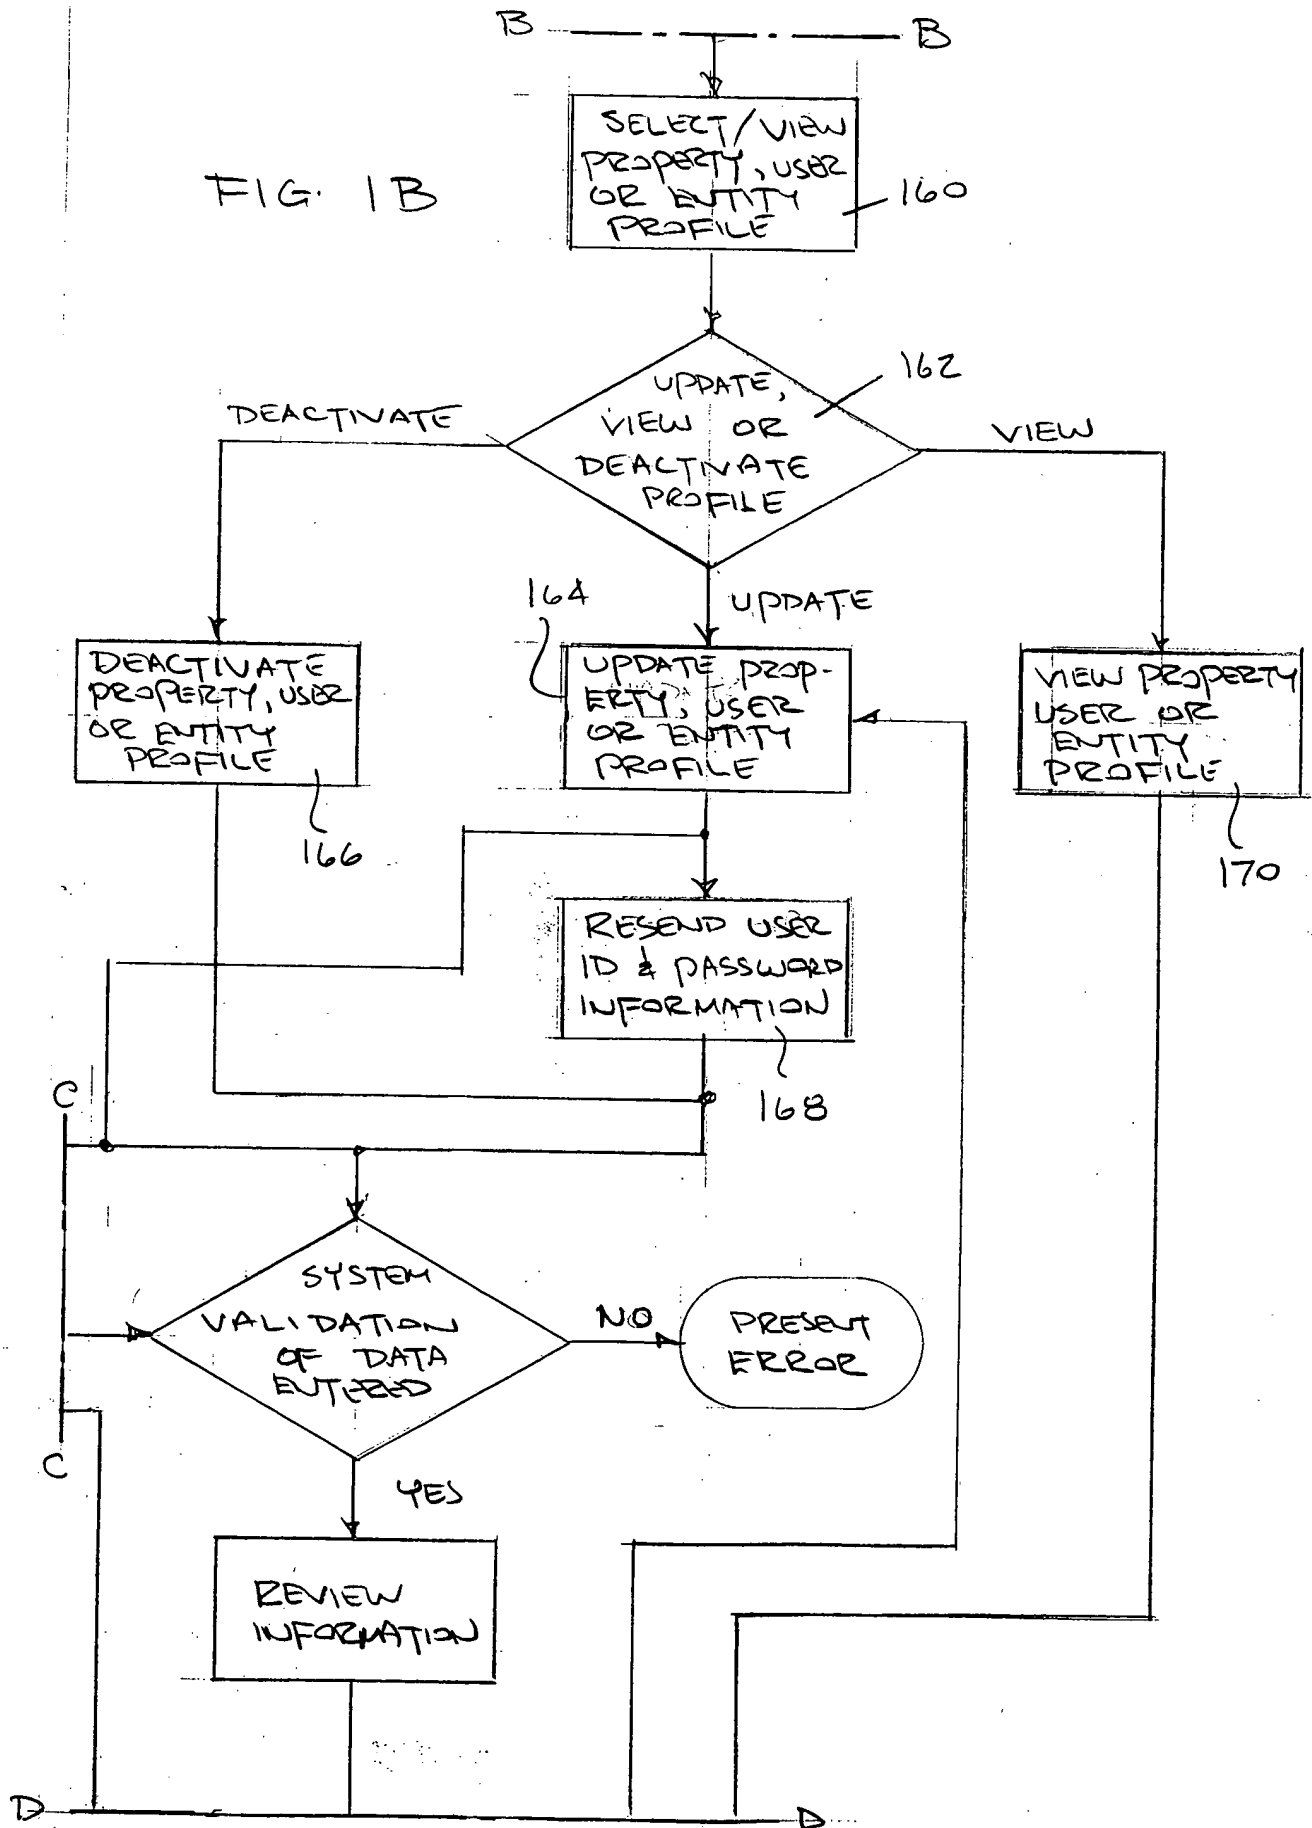 B B
FIG. 1B
SELECT/VIEW
PROPERTY, USER
OR ENTITY
PROFILE
160
UPDATE,
VIEW OR
DEACTIVATE
PROFILE
162
DEACTIVATE
VIEW
UPDATE
164
DEACTIVATE
PROPERTY, USER
OR ENTITY
PROFILE
166
UPDATE PROP-
ERTY, USER
OR ENTITY
PROFILE
VIEW PROPERTY
USER OR
ENTITY
PROFILE
170
RESEND USER
ID & PASSWORD
INFORMATION
168
C
SYSTEM
VALIDATION
OF DATA
ENTERED
NO
PRESENT
ERROR
C
YES
REVIEW
INFORMATION
D D